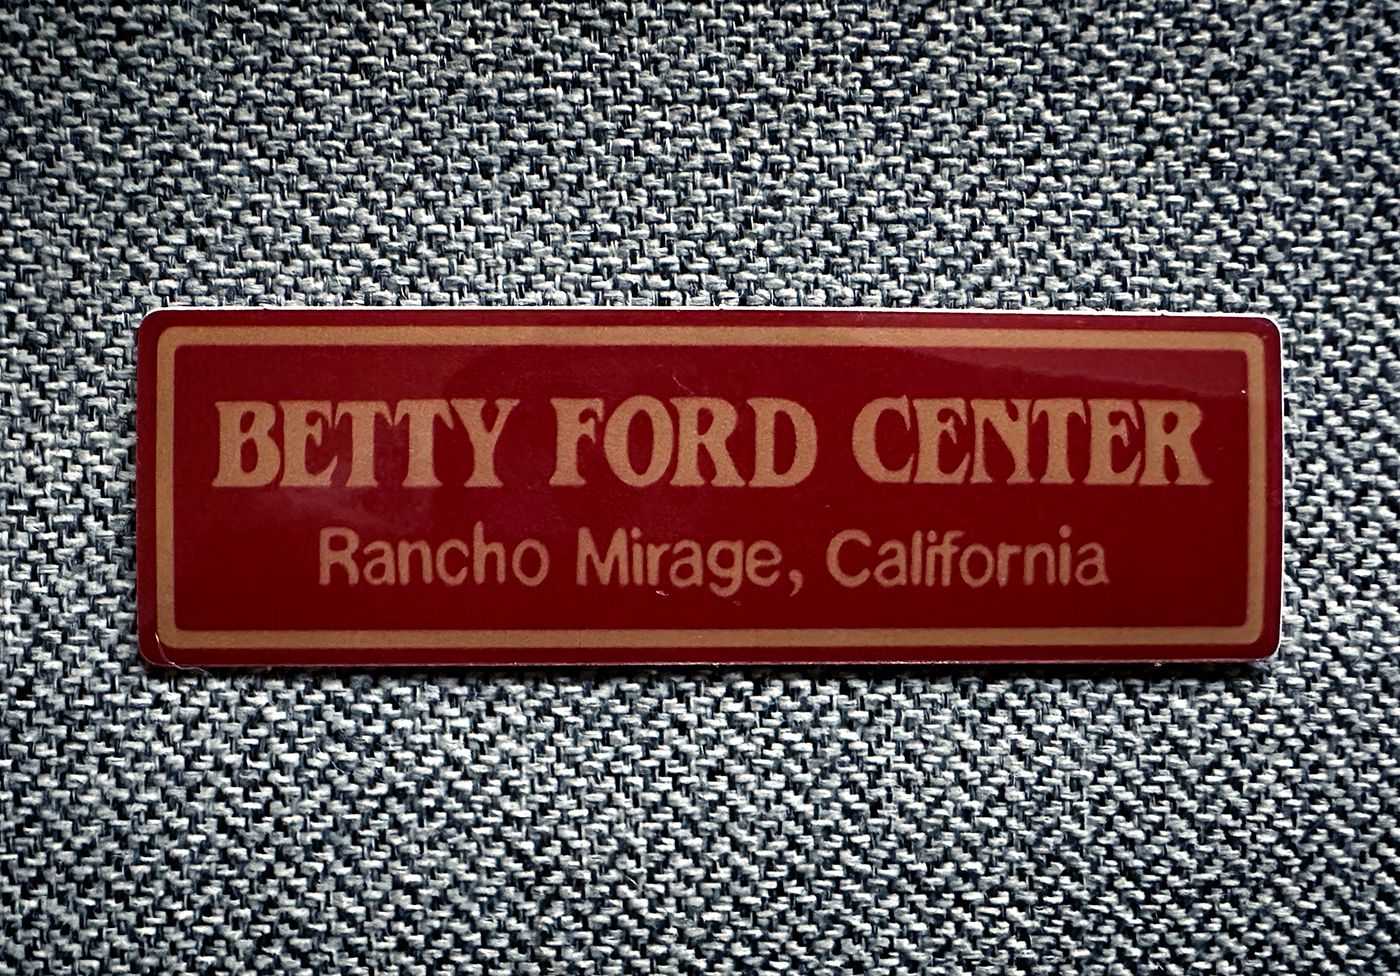 BETTY FORD CENTER
Rancho Mirage, California